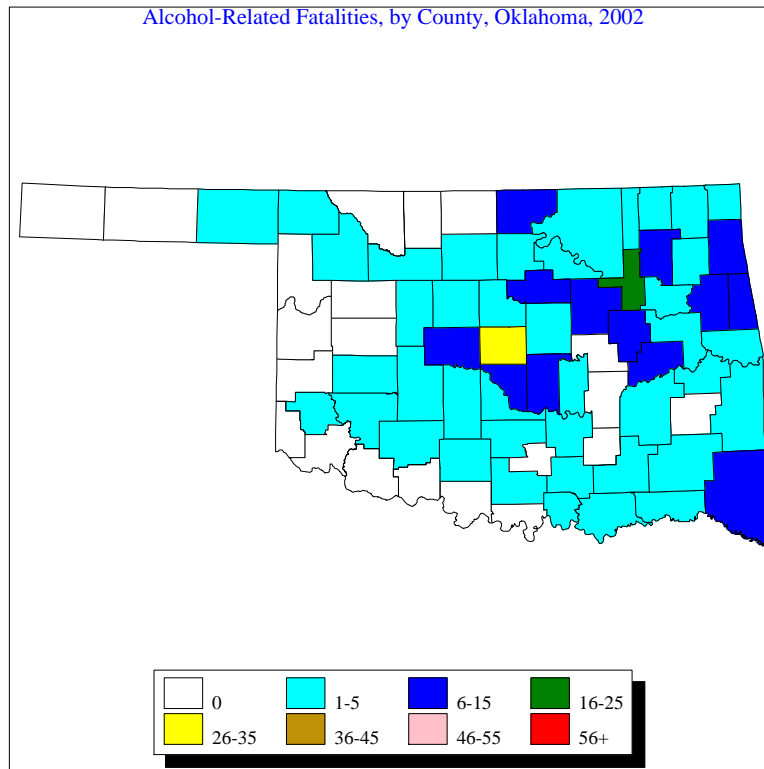 Alcohol-Related Fatalities, by County, Oklahoma, 2002
0 1-5 6-15 16-25
26-35 36-45 46-55 56+